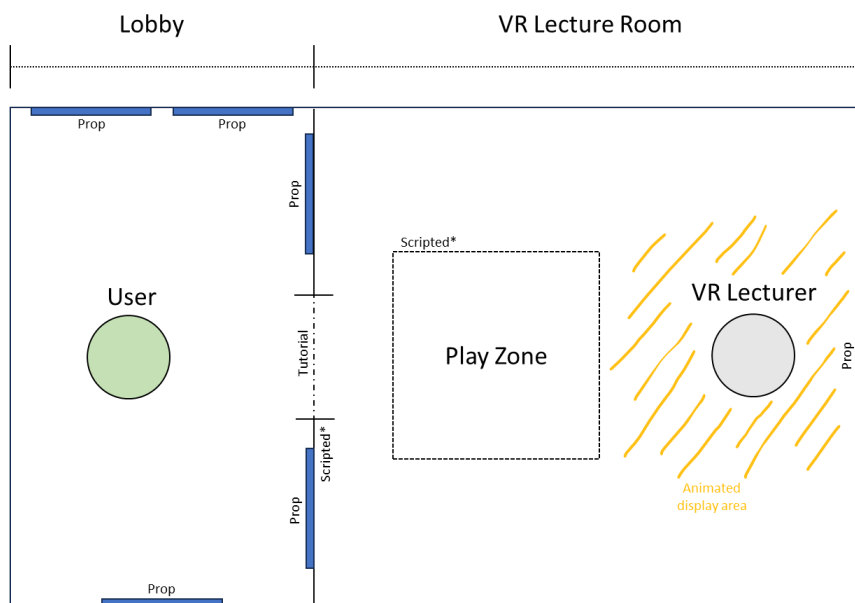 Lobby
VR Lecture Room
Prop
Prop
Prop
Scripted*
User
VR Lecturer
Tutorial
Play Zone
Prop
Scripted*
Prop
Animated
display area
Prop